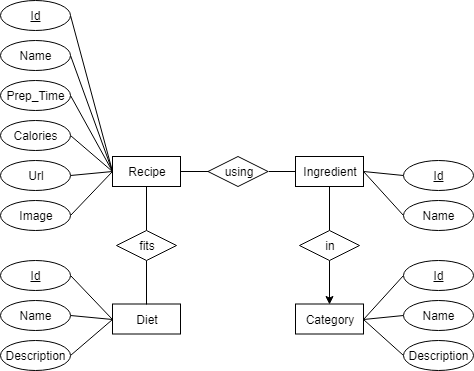 Id
Name
Prep_Time
Calories
Url
Image
Recipe
using
Ingredient
Id
Name
fits
in
Id
Name
Description
Diet
Category
Id
Name
Description